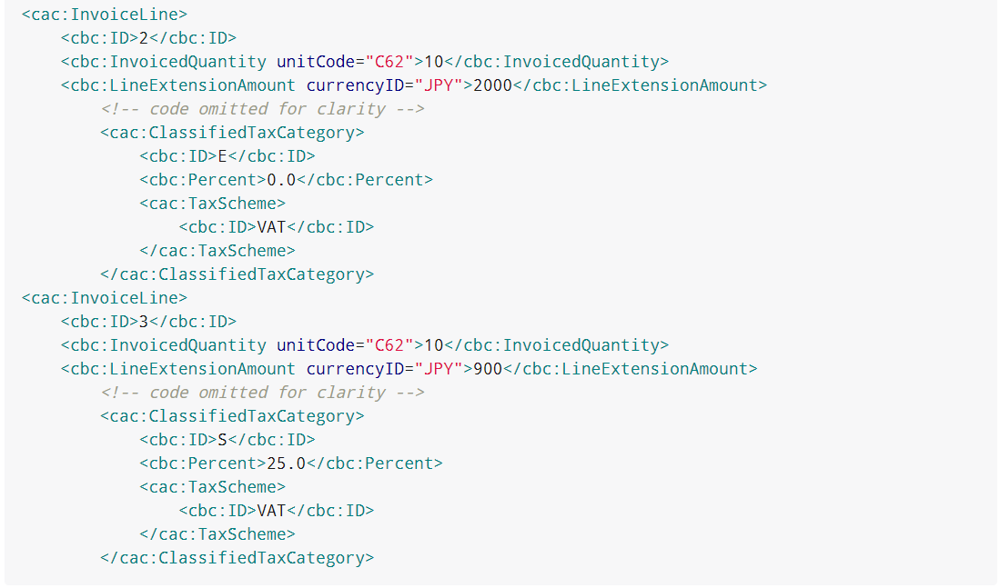 <cac:InvoiceLine>
    <cbc:ID>2</cbc:ID>
    <cbc:InvoicedQuantity unitCode="C62">10</cbc:InvoicedQuantity>
    <cbc:LineExtensionAmount currencyID="JPY">2000</cbc:LineExtensionAmount>
        <!-- code omitted for clarity -->
        <cac:ClassifiedTaxCategory>
            <cbc:ID>E</cbc:ID>
            <cbc:Percent>0.0</cbc:Percent>
            <cac:TaxScheme>
                <cbc:ID>VAT</cbc:ID>
            </cac:TaxScheme>
        </cac:ClassifiedTaxCategory>
<cac:InvoiceLine>
    <cbc:ID>3</cbc:ID>
    <cbc:InvoicedQuantity unitCode="C62">10</cbc:InvoicedQuantity>
    <cbc:LineExtensionAmount currencyID="JPY">900</cbc:LineExtensionAmount>
        <!-- code omitted for clarity -->
        <cac:ClassifiedTaxCategory>
            <cbc:ID>S</cbc:ID>
            <cbc:Percent>25.0</cbc:Percent>
            <cac:TaxScheme>
                <cbc:ID>VAT</cbc:ID>
            </cac:TaxScheme>
        </cac:ClassifiedTaxCategory>